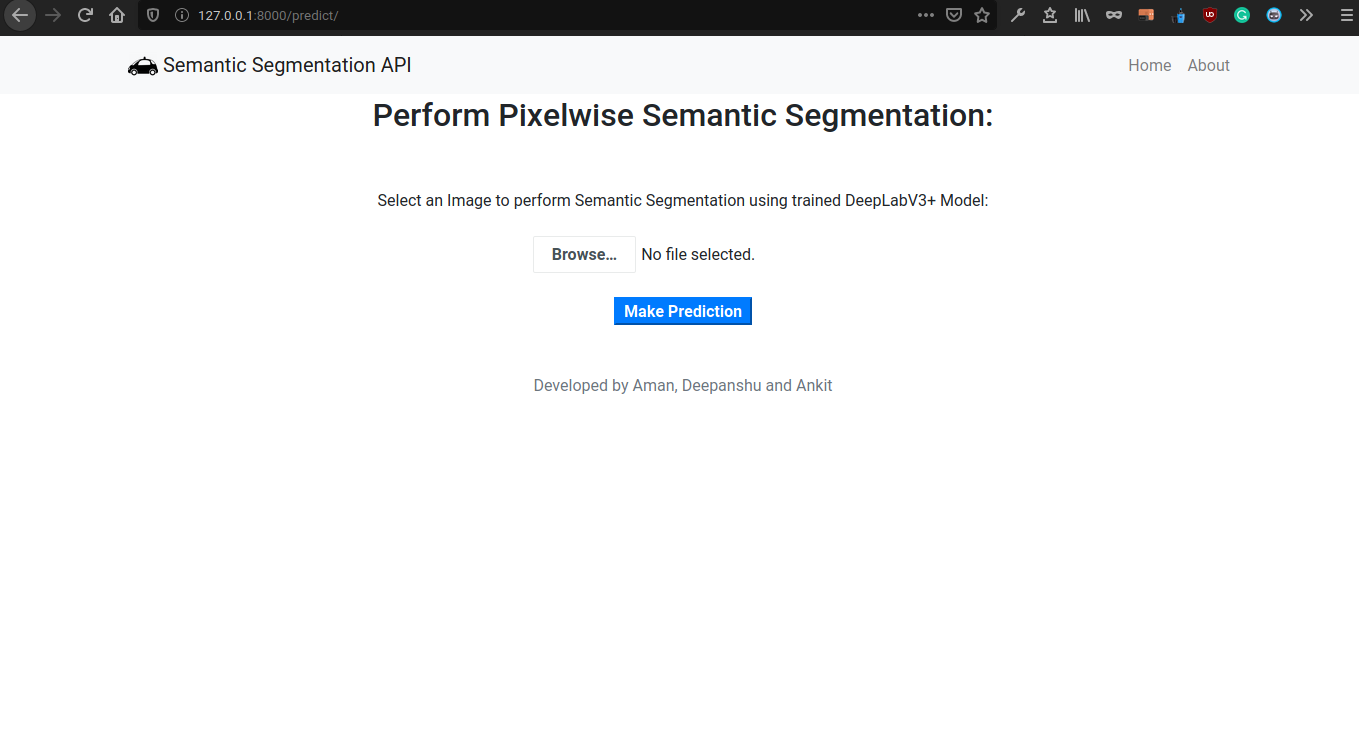 127.0.0.1:8000/predict/
Semantic Segmentation API
Home
About
Perform Pixelwise Semantic Segmentation:
Select an Image to perform Semantic Segmentation using trained DeepLabV3+ Model:
Browse... No file selected.
Make Prediction
Developed by Aman, Deepanshu and Ankit